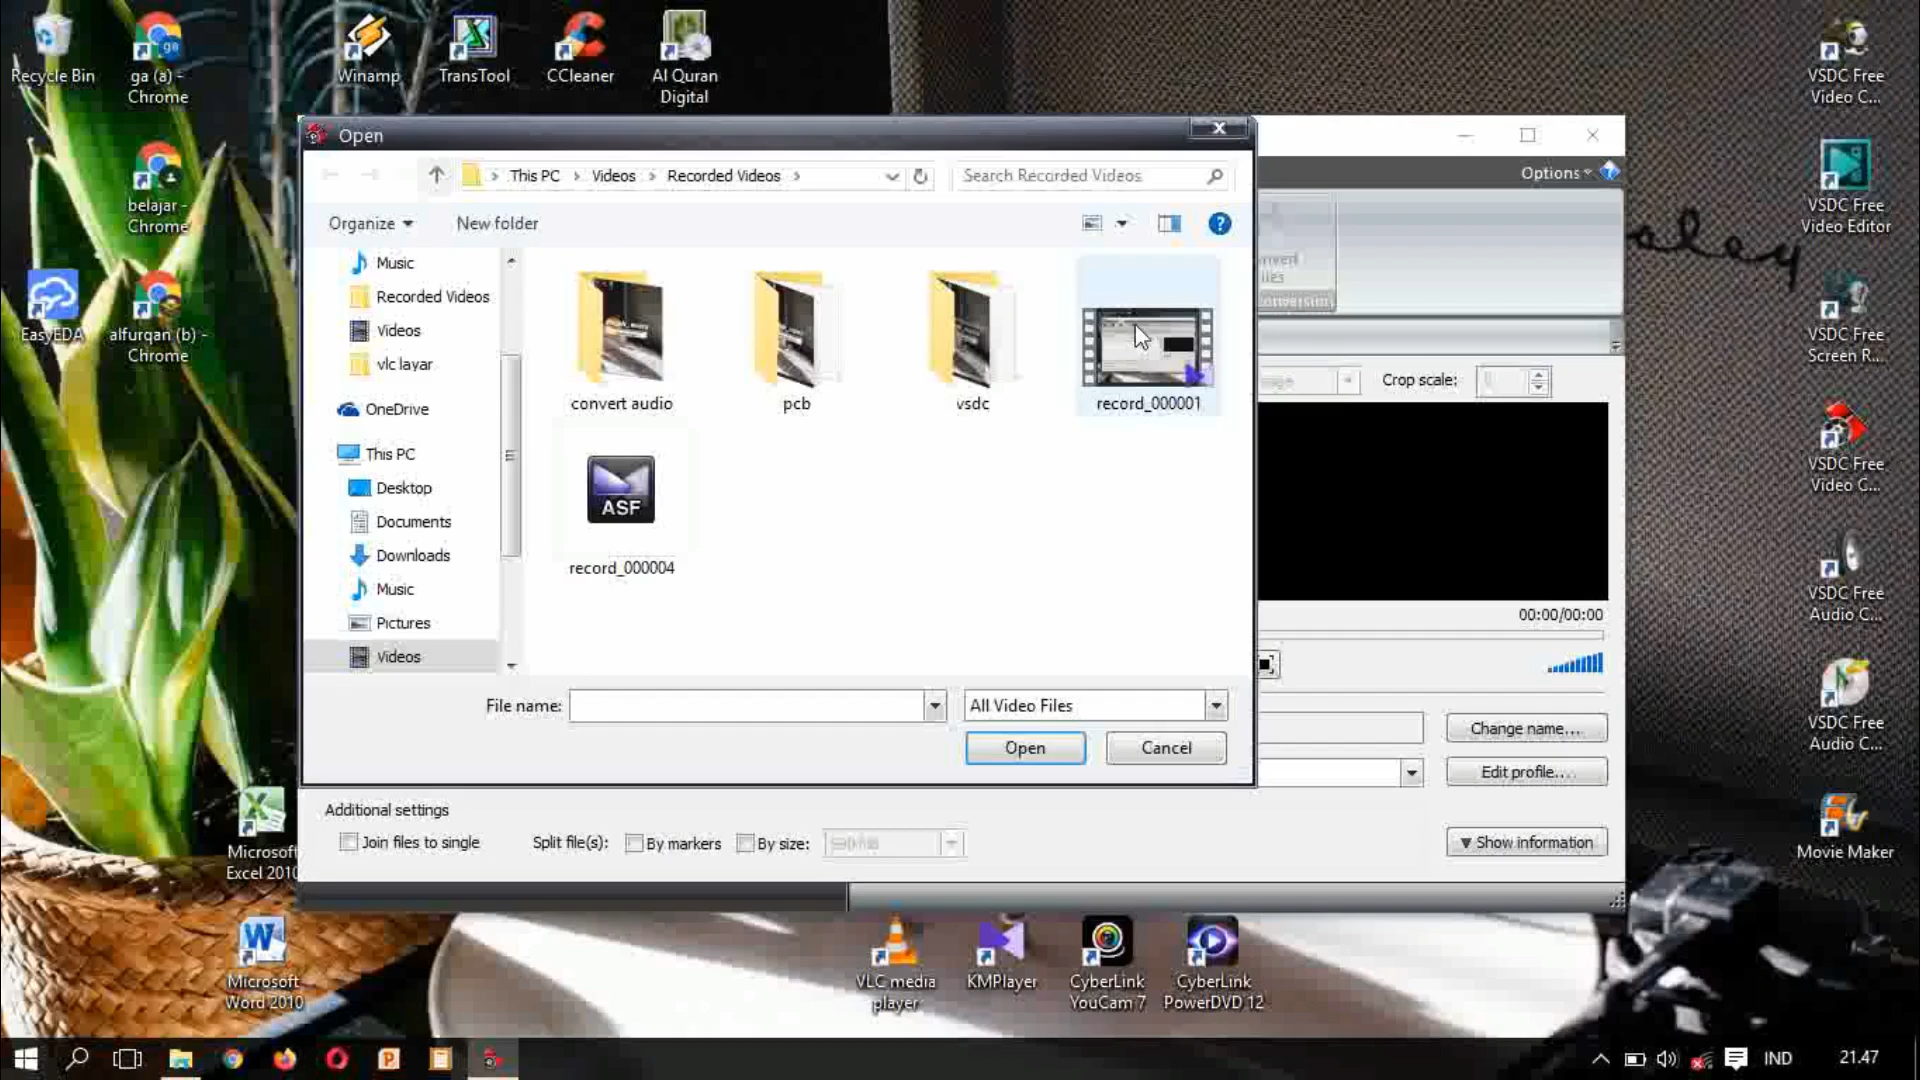 Recycle Bin
ga (a) -
Chrome
Winamp
TransTool
CCleaner
Al Quran
Digital
belajar -
Chrome
EasyEDA
alfurqan (b) -
Chrome
VSDC Free
Video C...
VSDC Free
Video Editor
VSDC Free
Screen R...
VSDC Free
Video C...
VSDC Free
Audio C...
VSDC Free
Audio C...
Movie Maker
Open
This PC > Videos > Recorded Videos >
Search Recorded Videos
Organize
New folder
Options
Music
Recorded Videos
Videos
vlc layar
OneDrive
This PC
Desktop
Documents
Downloads
Music
Pictures
Videos
convert audio
pcb
vsdc
record_000001
ASF
record_000004
File name:
All Video Files
Open
Cancel
Crop scale:
00:00/00:00
Change name...
Edit profile...
Additional settings
Join files to single
Split file(s):
By markers
By size:
Show information
Microsoft
Excel 2010
Microsoft
Word 2010
VLC media
player
KMPlayer
CyberLink
YouCam 7
CyberLink
PowerDVD 12
IND
21.47